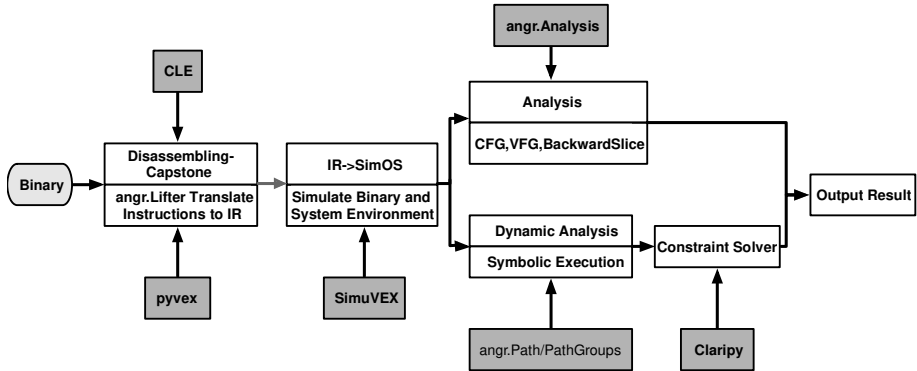 angr.Analysis
CLE
Analysis
CFG,VFG,BackwardSlice
Binary
Disassembling-
Capstone
angr.Lifter Translate
Instructions to IR
IR->SimOS
Simulate Binary and
System Environment
Output Result
Dynamic Analysis
Symbolic Execution
Constraint Solver
pyvex
SimuVEX
angr.Path/PathGroups
Claripy